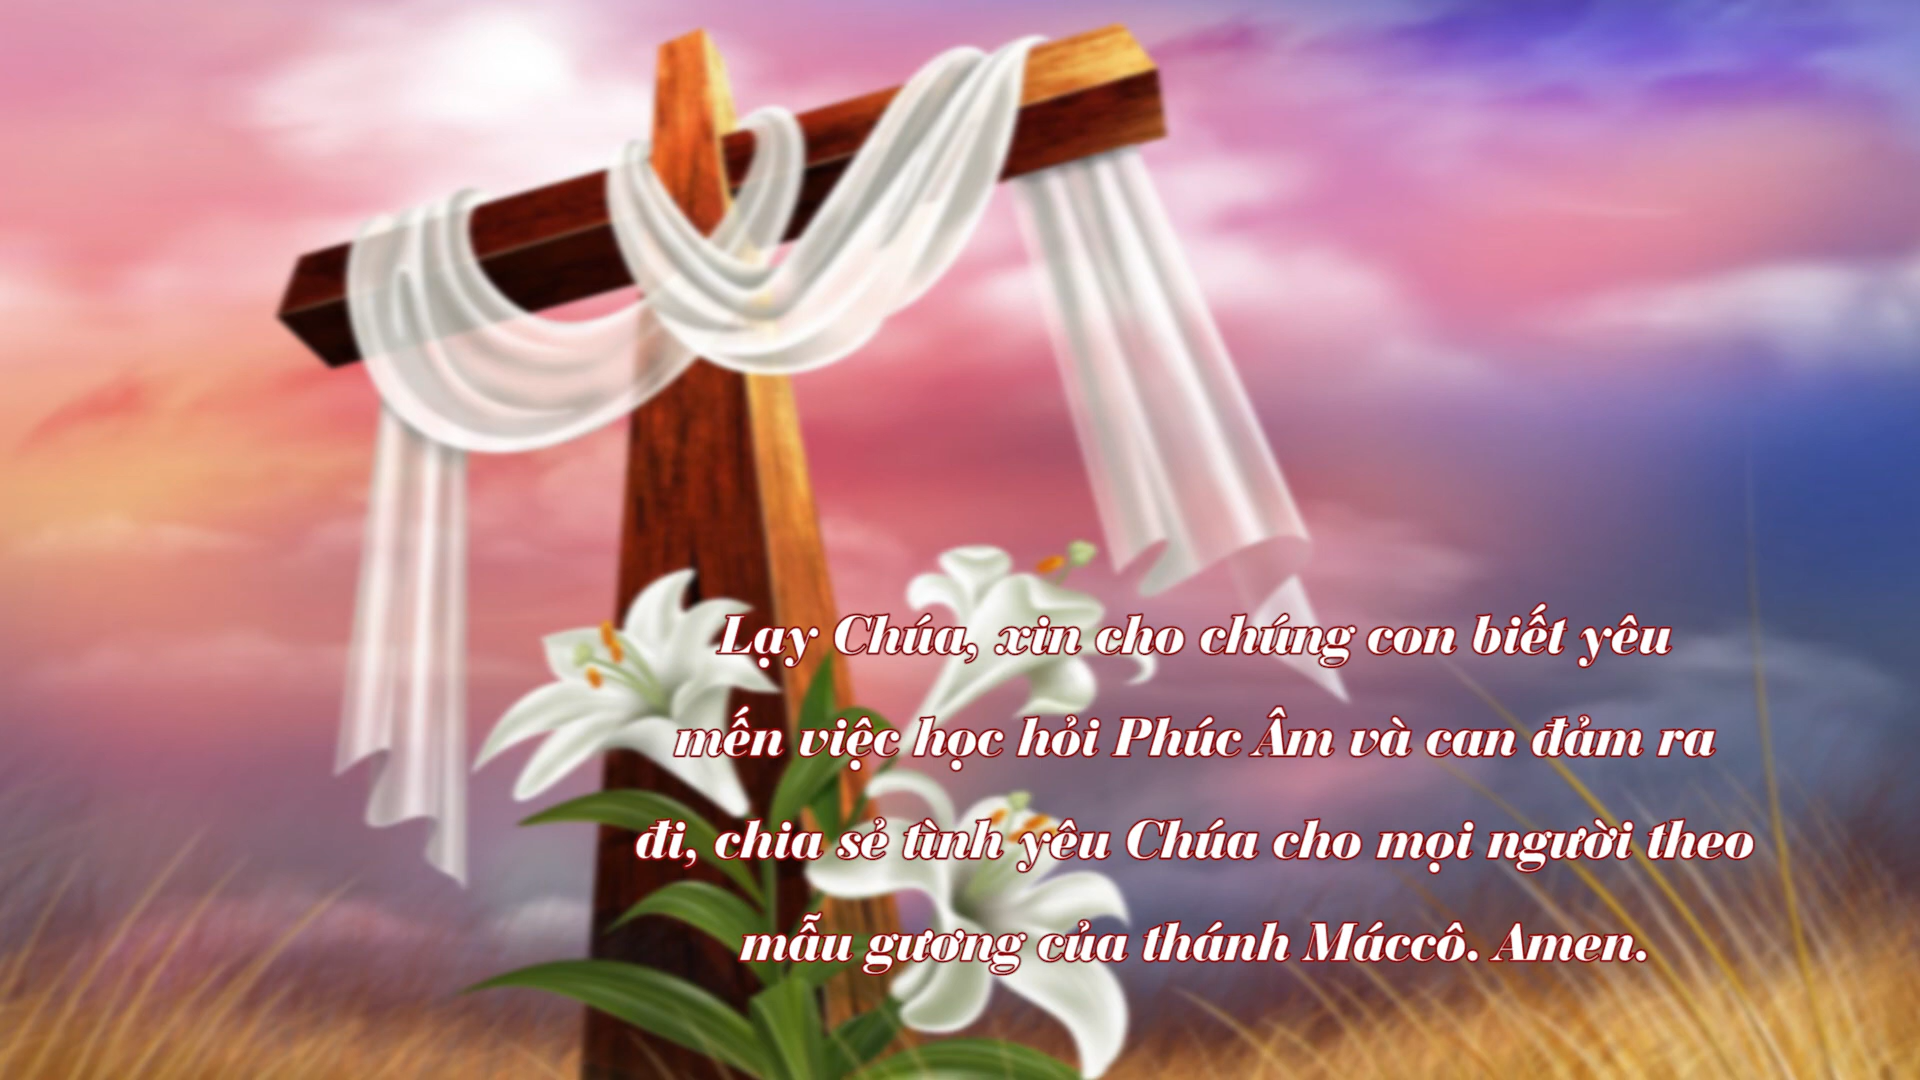 Lạy Chúa, xin cho chúng con biết yêu
mến việc học hỏi Phúc Âm và can đảm ra
đi, chia sẻ tình yêu Chúa cho mọi người theo
mẫu gương của thánh Máccô. Amen.